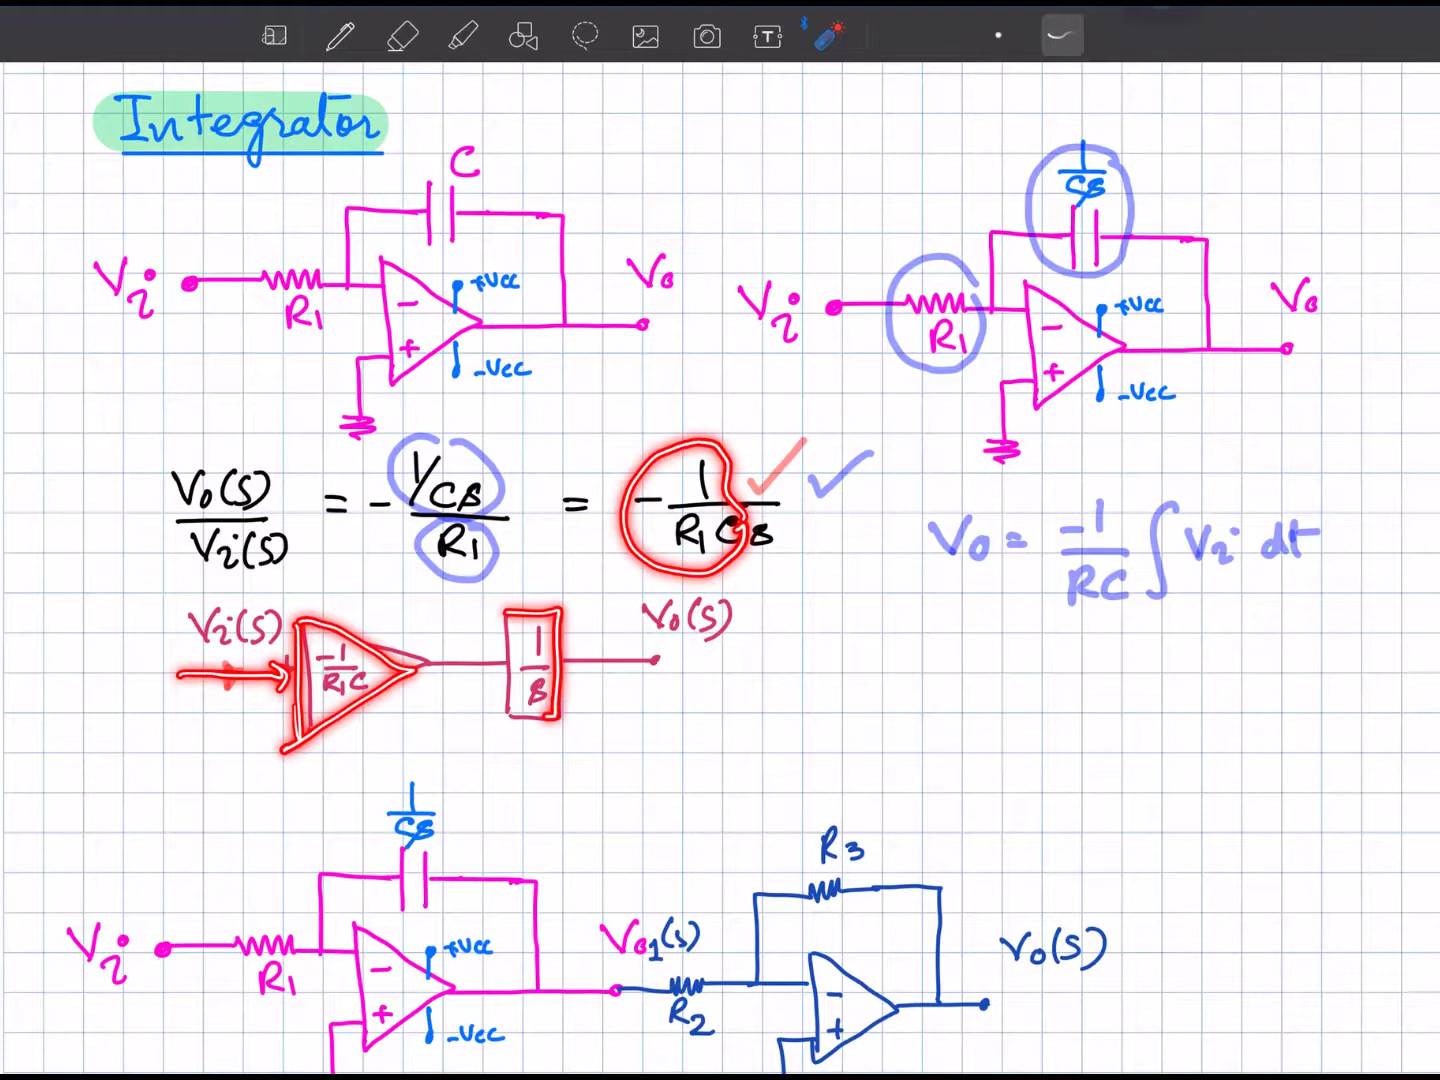 Integrator
C
Vi
R1
-
+
+Vcc
-Vcc
Vo
1/CS
Vi
R1
-
+
+Vcc
-Vcc
Vo
Vo(S)/Vi(S) = - (1/CS)/R1 = - 1/(R1CS) ✓ ✓
Vo = -1/RC ∫ Vi dt
Vi(S)
-1/R1C
1/S
Vo(S)
1/CS
Vi
R1
-
+
+Vcc
-Vcc
Vo1(S)
R2
R3
-
+
Vo(S)